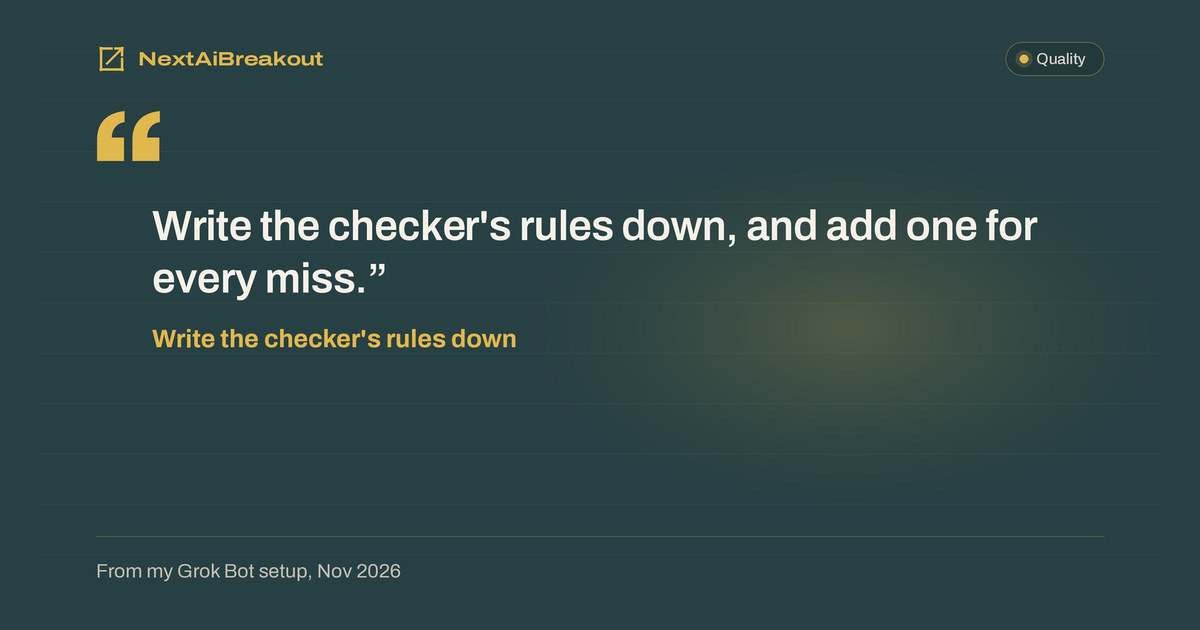 NextAiBreakout
Quality
“
Write the checker's rules down, and add one for
every miss.”
Write the checker's rules down
From my Grok Bot setup, Nov 2026